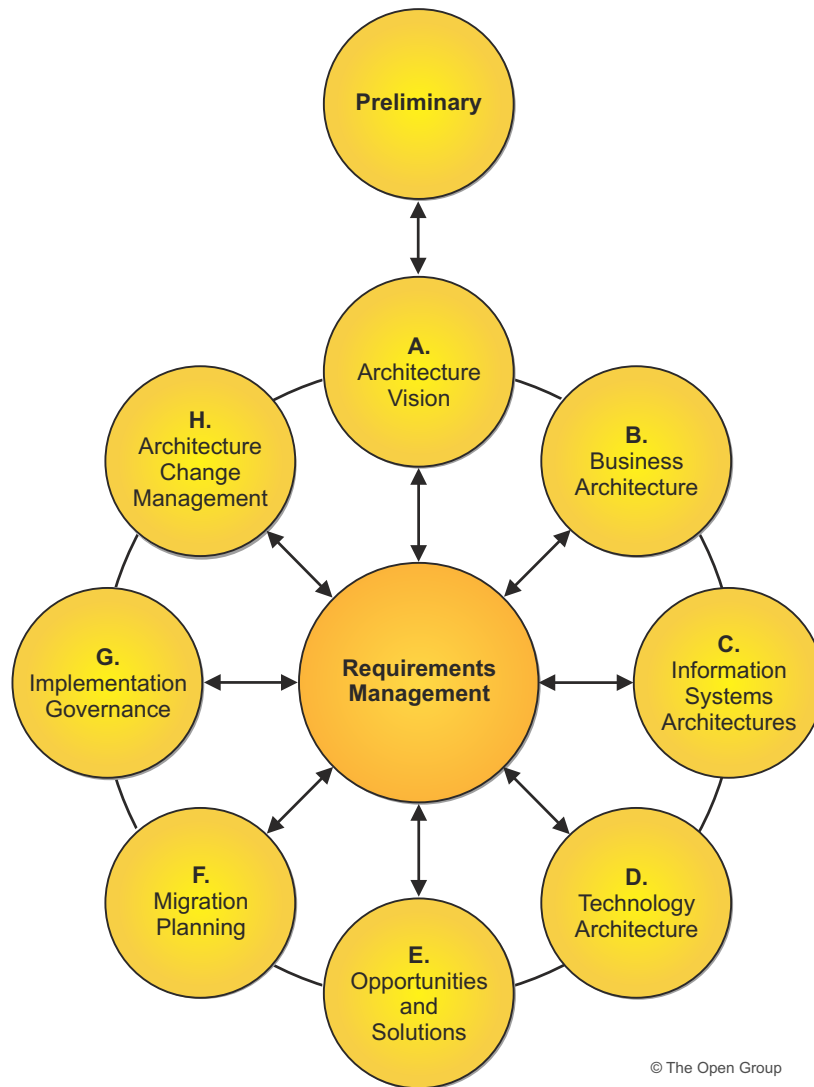 Preliminary
A.
Architecture
Vision
B.
Business
Architecture
C.
Information
Systems
Architectures
D.
Technology
Architecture
E.
Opportunities
and
Solutions
F.
Migration
Planning
G.
Implementation
Governance
H.
Architecture
Change
Management
Requirements
Management
© The Open Group